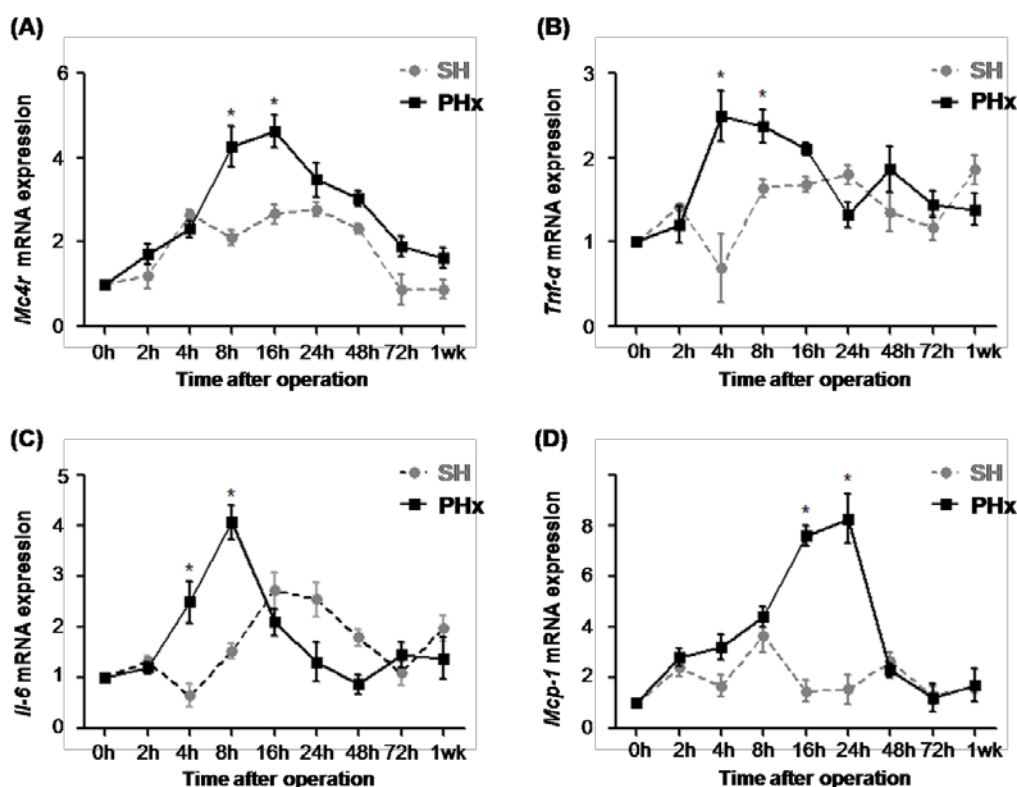 (A)
Mc4r mRNA expression
6
4
2
0
* *
SH
PHx
0h 2h 4h 8h 16h 24h 48h 72h 1wk
Time after operation
(B)
Tnf-α mRNA expression
3
2
1
0
* *
SH
PHx
0h 2h 4h 8h 16h 24h 48h 72h 1wk
Time after operation
(C)
Il-6 mRNA expression
5
4
3
2
1
0
* *
SH
PHx
0h 2h 4h 8h 16h 24h 48h 72h 1wk
Time after operation
(D)
Mcp-1 mRNA expression
8
6
4
2
0
* *
SH
PHx
0h 2h 4h 8h 16h 24h 48h 72h 1wk
Time after operation